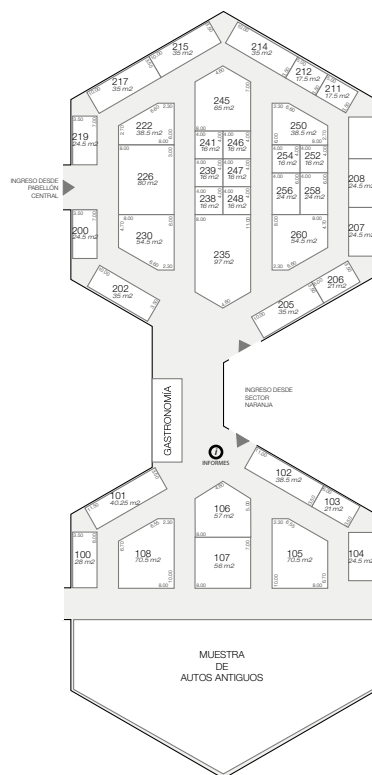 215
35 m2
214
35 m2
217
35 m2
212
17.5 m2
211
17.5 m2
245
65 m2
219
24.5 m2
222
38.5 m2
250
38.5 m2
241
16 m2
246
16 m2
254
16 m2
252
16 m2
239
16 m2
247
16 m2
226
80 m2
INGRESO DESDE
PABELLÓN
CENTRAL
208
24.5 m2
256
24 m2
258
24 m2
238
16 m2
248
16 m2
200
24.5 m2
230
54.5 m2
260
54.5 m2
207
24.5 m2
235
97 m2
202
35 m2
206
21 m2
205
35 m2
INGRESO DESDE
SECTOR
NARANJA
GASTRONOMÍA
i
INFORMES
102
38.5 m2
101
40.25 m2
103
21 m2
106
57 m2
100
28 m2
108
70.5 m2
107
56 m2
105
70.5 m2
104
24.5 m2
MUESTRA
DE
AUTOS ANTIGUOS